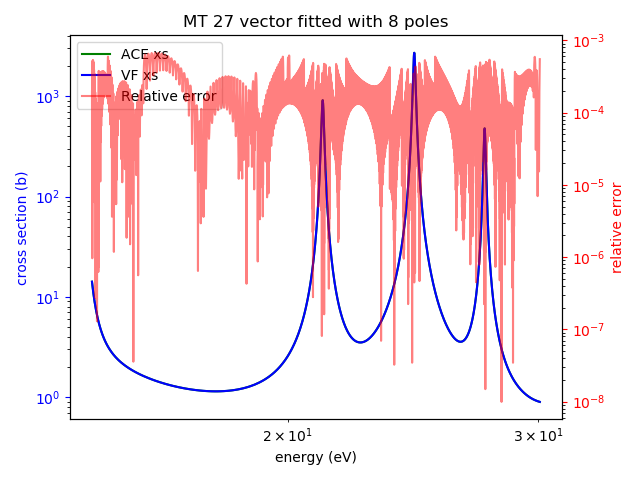 MT 27 vector fitted with 8 poles
ACE xs
VF xs
Relative error
cross section (b)
10³
10²
10¹
10⁰
10⁻³
10⁻⁴
10⁻⁵
10⁻⁶
10⁻⁷
10⁻⁸
relative error
2 × 10¹
3 × 10¹
energy (eV)